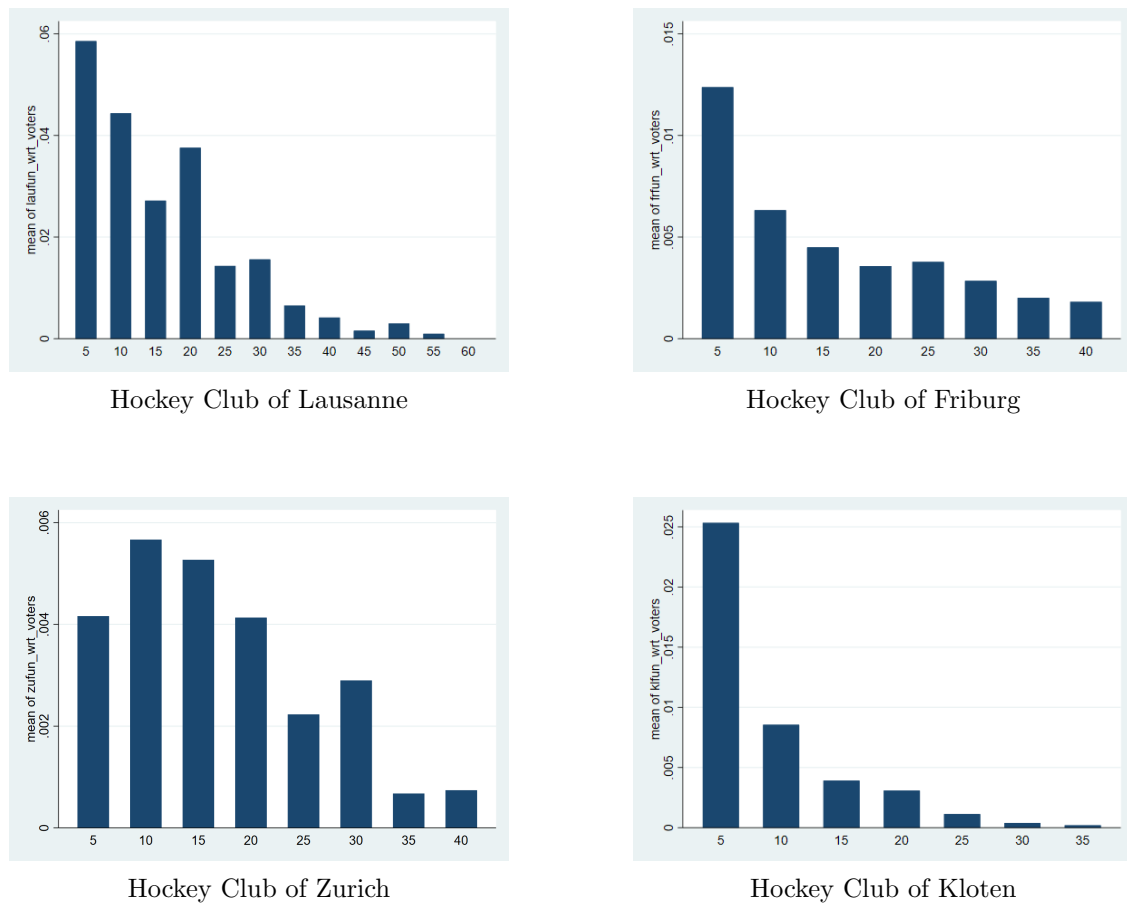 mean of laufun_wrt_voters
0 .02 .04 .06
5 10 15 20 25 30 35 40 45 50 55 60
Hockey Club of Lausanne
mean of frfun_wrt_voters
0 .005 .01 .015
5 10 15 20 25 30 35 40
Hockey Club of Friburg
mean of zufun_wrt_voters
0 .002 .004 .006
5 10 15 20 25 30 35 40
Hockey Club of Zurich
mean of klfun_wrt_voters
0 .005 .01 .015 .02 .025
5 10 15 20 25 30 35
Hockey Club of Kloten